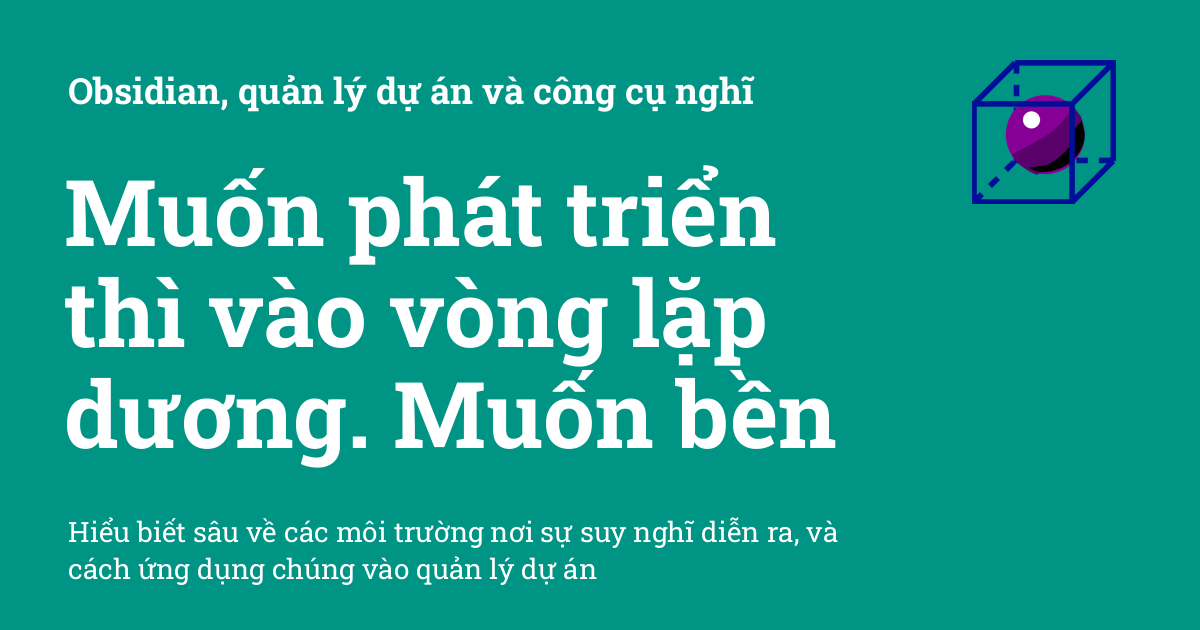 Obsidian, quản lý dự án và công cụ nghĩ
Muốn phát triển
thì vào vòng lặp
dương. Muốn bền
Hiểu biết sâu về các môi trường nơi sự suy nghĩ diễn ra, và
cách ứng dụng chúng vào quản lý dự án